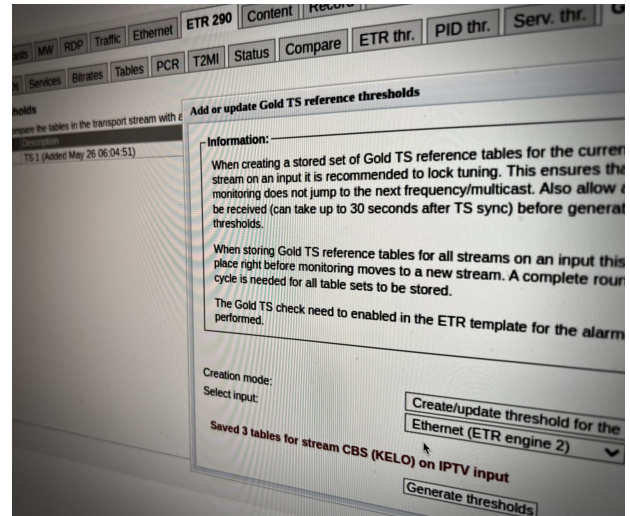 MW RDP Traffic Ethernet ETR 290 Content
Services Bitrates Tables PCR T2MI Status Compare ETR thr. PID thr. Serv. thr.
compare the tables in the transport stream with a
Description
TS 1 (Added May 26 06:04:51)
Add or update Gold TS reference thresholds
Information:
When creating a stored set of Gold TS reference tables for the curren
stream on an input it is recommended to lock tuning. This ensures tha
monitoring does not jump to the next frequency/multicast. Also allow a
be received (can take up to 30 seconds after TS sync) before generat
thresholds.
When storing Gold TS reference tables for all streams on an input this
place right before monitoring moves to a new stream. A complete roun
cycle is needed for all table sets to be stored.
The Gold TS check need to enabled in the ETR template for the alarm
performed.
Creation mode:
Create/update threshold for the
Select input:
Ethernet (ETR engine 2)
Saved 3 tables for stream CBS (KELO) on IPTV input
Generate thresholds